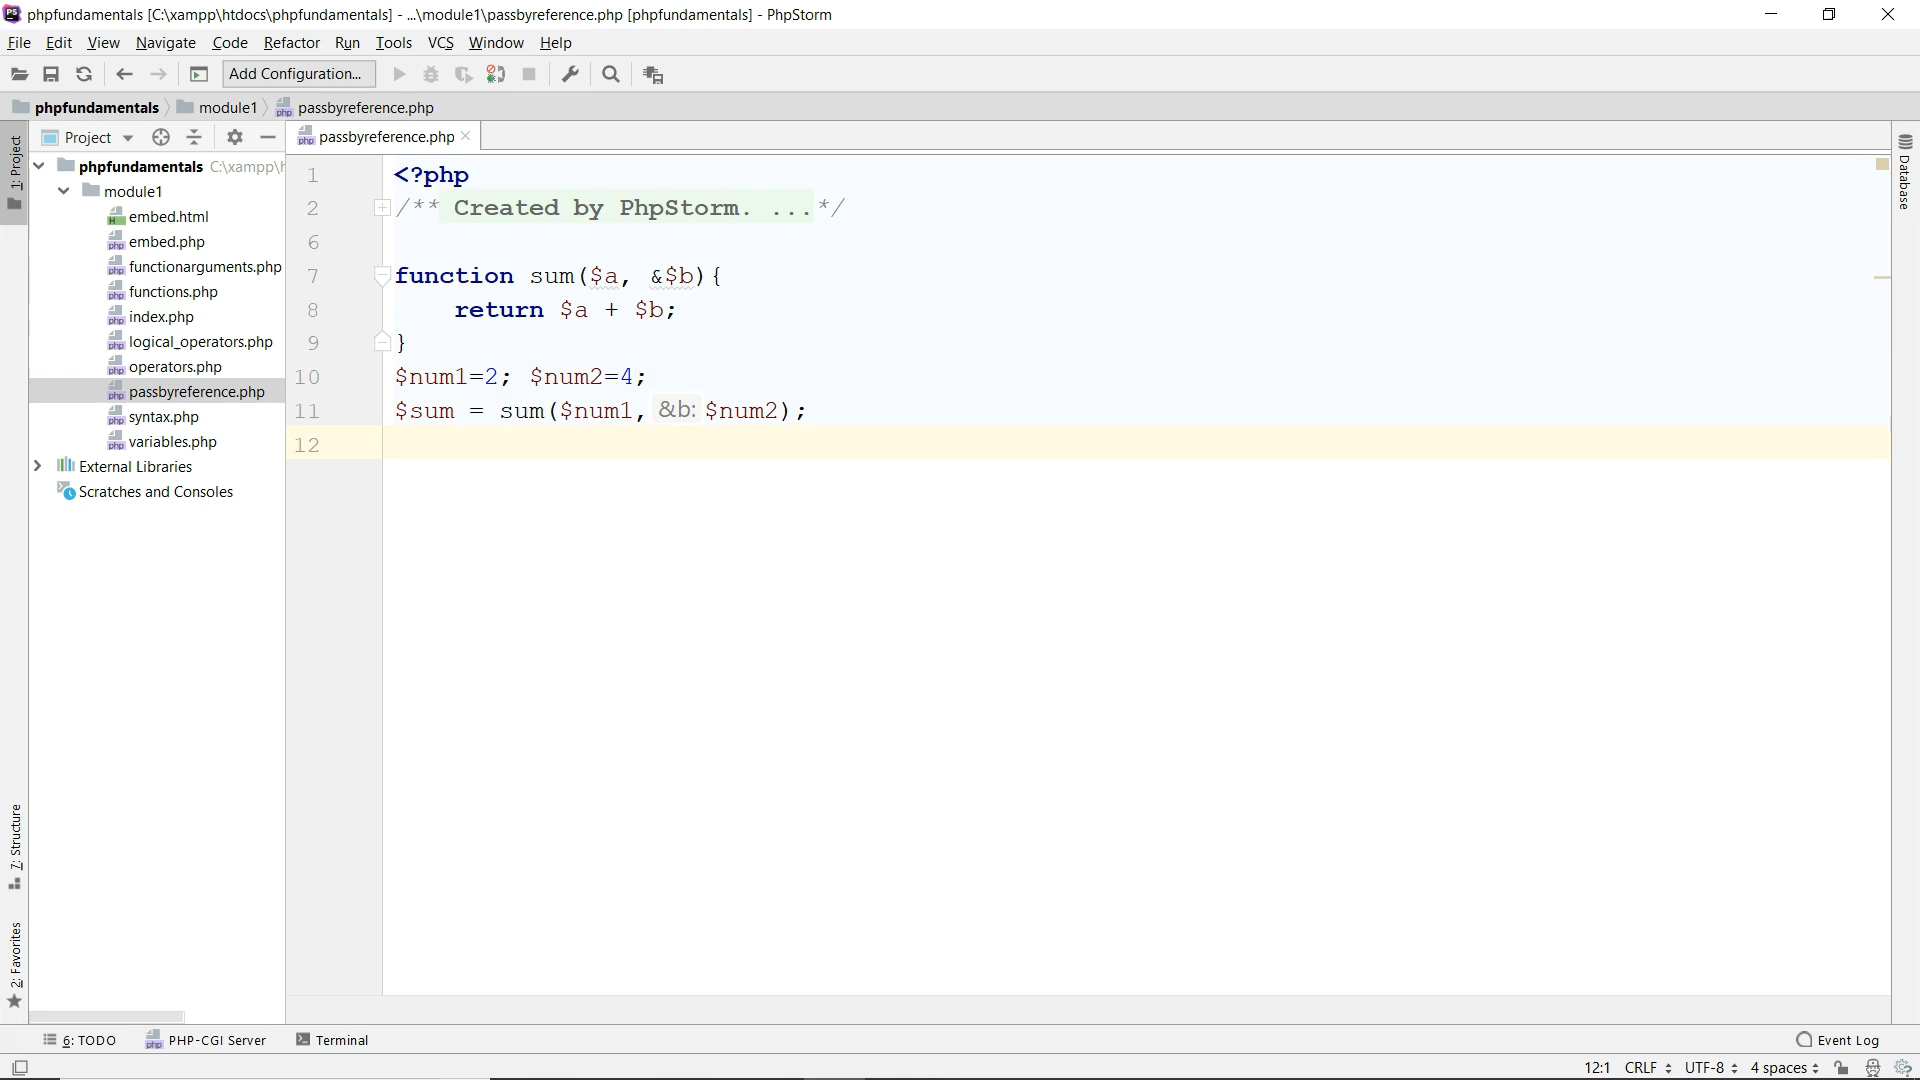 phpfundamentals [C:\xampp\htdocs\phpfundamentals] - ...\module1\passbyreference.php [phpfundamentals] - PhpStorm
File Edit View Navigate Code Refactor Run Tools VCS Window Help
Add Configuration...
phpfundamentals module1 passbyreference.php
Project
passbyreference.php
1: Project
phpfundamentals C:\xampp\h
module1
embed.html
embed.php
functionarguments.php
functions.php
index.php
logical_operators.php
operators.php
passbyreference.php
syntax.php
variables.php
External Libraries
Scratches and Consoles
1 <?php
2 /** Created by PhpStorm. ...*/
6
7 function sum($a, &$b){
8 return $a + $b;
9 }
10 $num1=2; $num2=4;
11 $sum = sum($num1, &b: $num2);
12
Database
7: Structure
2: Favorites
6: TODO PHP-CGI Server Terminal Event Log
12:1 CRLF UTF-8 4 spaces